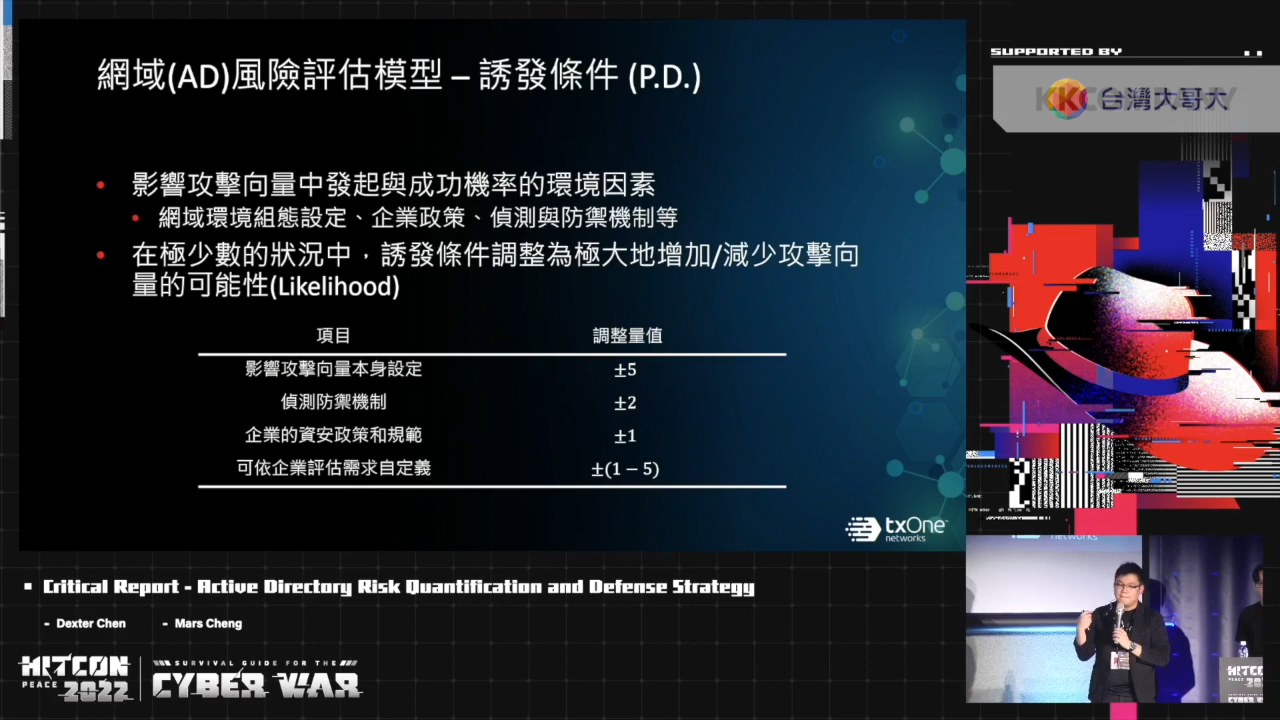 網域(AD)風險評估模型 – 誘發條件 (P.D.)
• 影響攻擊向量中發起與成功機率的環境因素
• 網域環境組態設定、企業政策、偵測與防禦機制等
• 在極少數的狀況中，誘發條件調整為極大地增加/減少攻擊向
量的可能性(Likelihood)
項目 調整量值
影響攻擊向量本身設定 ±5
偵測防禦機制 ±2
企業的資安政策和規範 ±1
可依企業評估需求自定義 ±(1 − 5)
txOne
networks
SUPPORTED BY
台灣大哥大
Critical Report - Active Directory Risk Quantification and Defense Strategy
- Dexter Chen - Mars Cheng
HITCON
PEACE 2022
SURVIVAL GUIDE FOR THE
CYBER WAR
networks